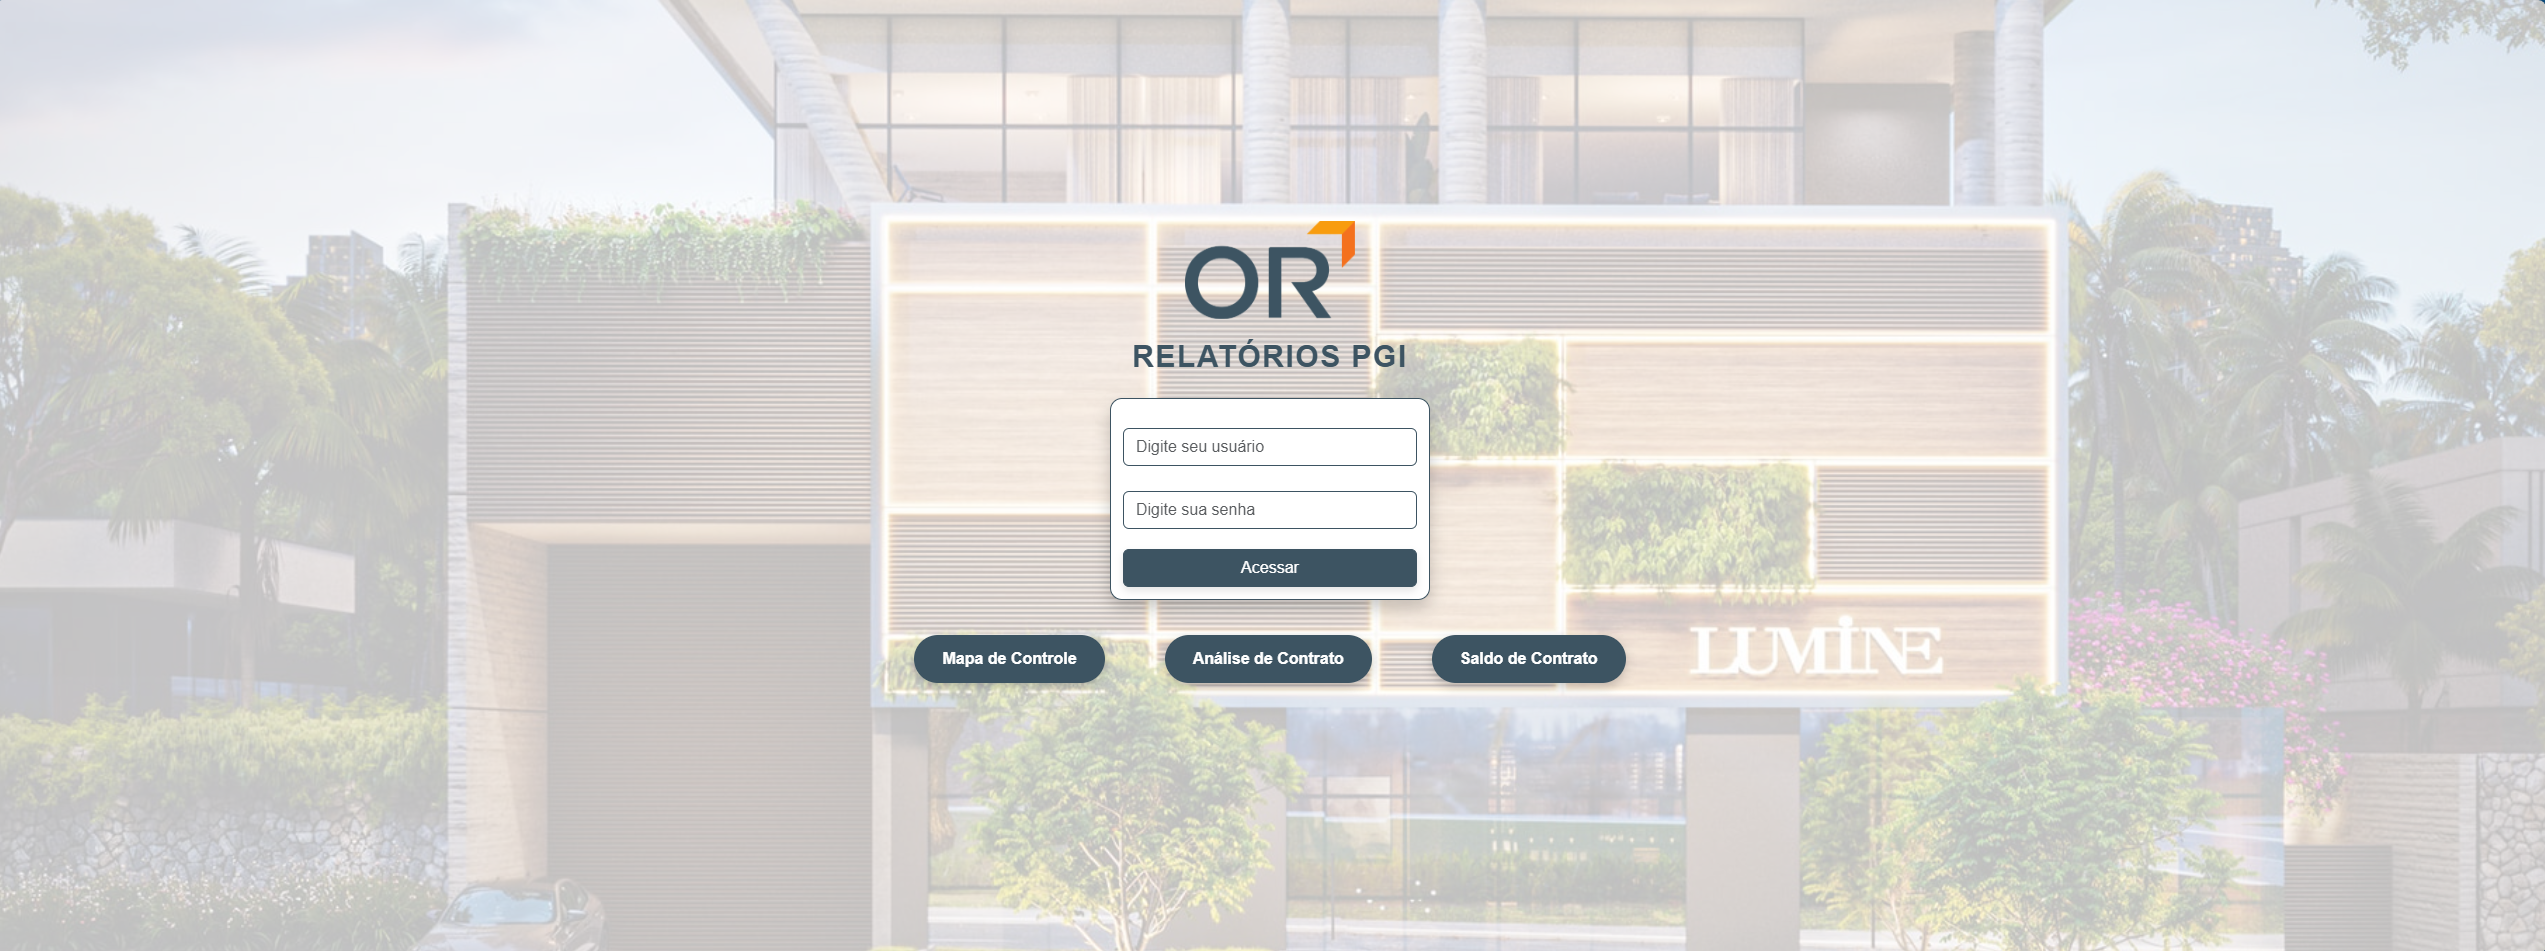 OR
RELATÓRIOS PGI
Digite seu usuário
Digite sua senha
Acessar
Mapa de Controle
Análise de Contrato
Saldo de Contrato
LUMINE